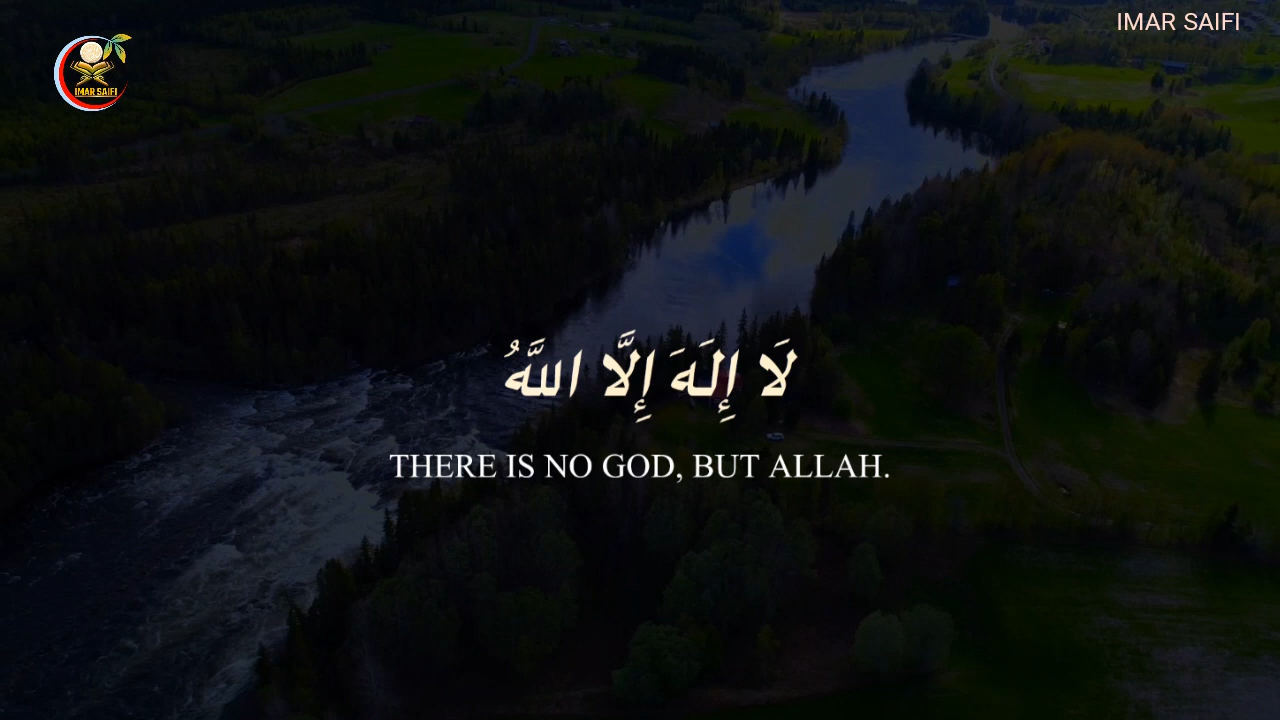 IMAR SAIFI
IMAR SAIFI
لَا إِلَهَ إِلَّا اللَّهُ
THERE IS NO GOD, BUT ALLAH.